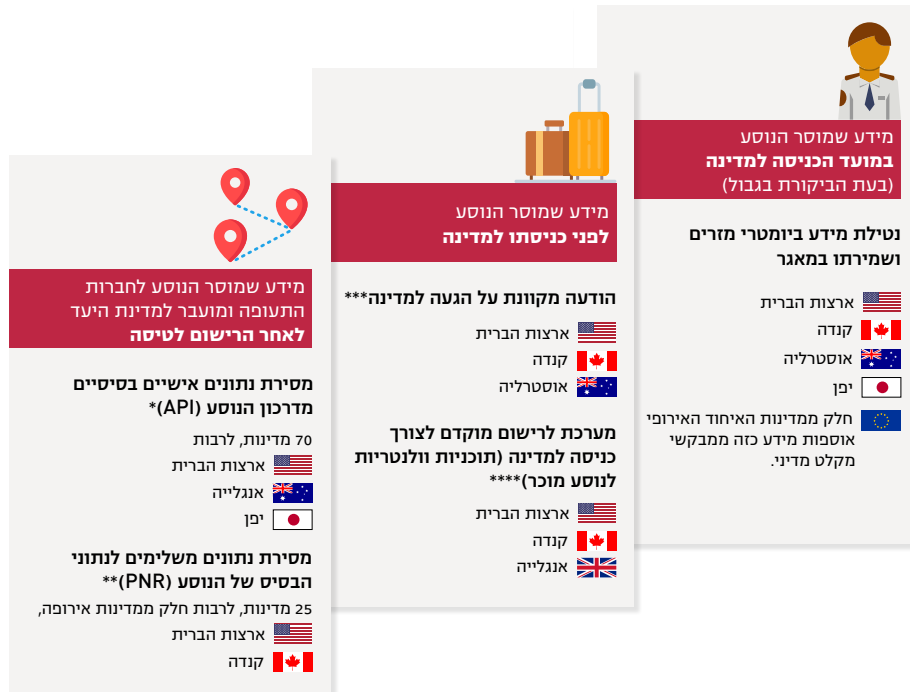 מידע שמוסר הנוסע
במועד הכניסה למדינה
(בעת הביקורת בגבול)
נטילת מידע ביומטרי מזרים
ושמירתו במאגר
ארצות הברית
קנדה
אוסטרליה
יפן
חלק ממדינות האיחוד האירופי
אוספות מידע כזה ממבקשי
מקלט מדיני.
מידע שמוסר הנוסע
לפני כניסתו למדינה
הודעה מקוונת על הגעה למדינה***
ארצות הברית
קנדה
אוסטרליה
מערכת לרישום מוקדם לצורך
כניסה למדינה (תוכניות וולנטריות
לנוסע מוכר)****
ארצות הברית
קנדה
אנגלייה
מידע שמוסר הנוסע לחברות
התעופה ומועבר למדינת היעד
לאחר הרישום לטיסה
מסירת נתונים אישיים בסיסיים
מדרכון הנוסע (API)*
70 מדינות, לרבות
ארצות הברית
אנגלייה
יפן
מסירת נתונים משלימים לנתוני
הבסיס של הנוסע (PNR)**
25 מדינות, לרבות חלק ממדינות אירופה,
ארצות הברית
קנדה